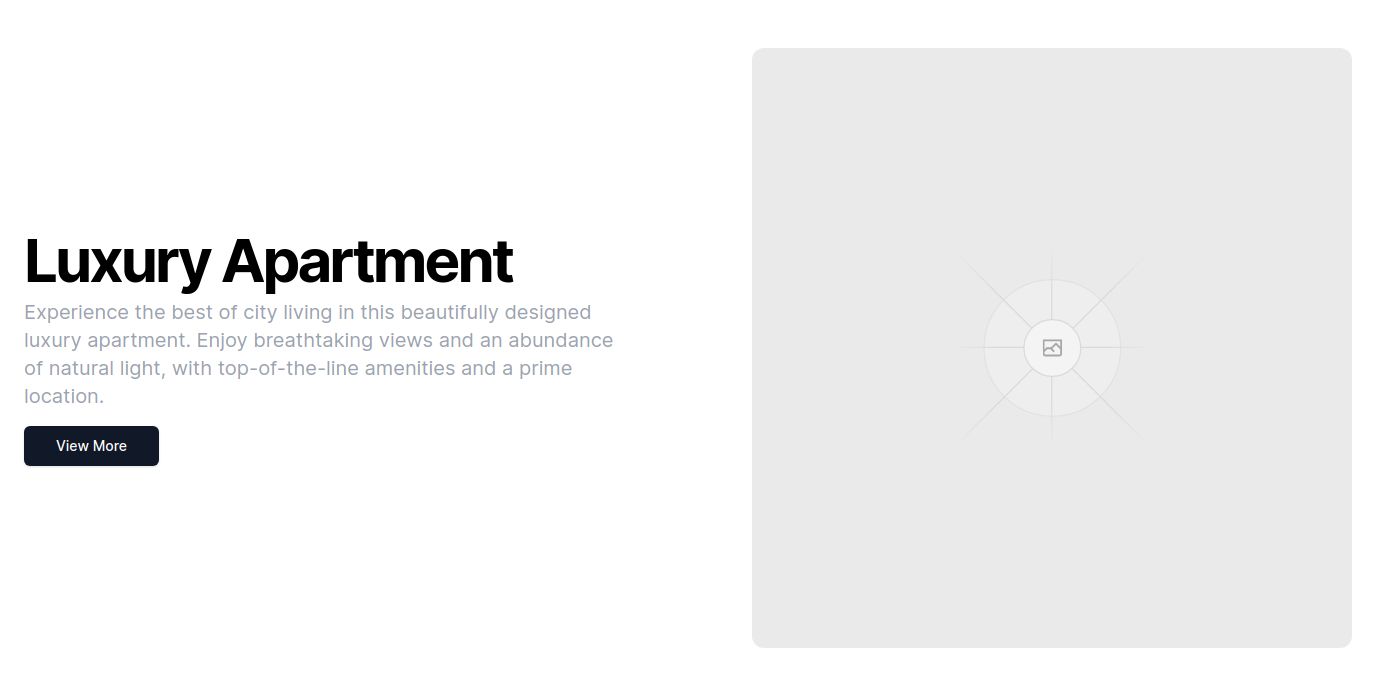 Luxury Apartment
Experience the best of city living in this beautifully designed
luxury apartment. Enjoy breathtaking views and an abundance
of natural light, with top-of-the-line amenities and a prime
location.
View More